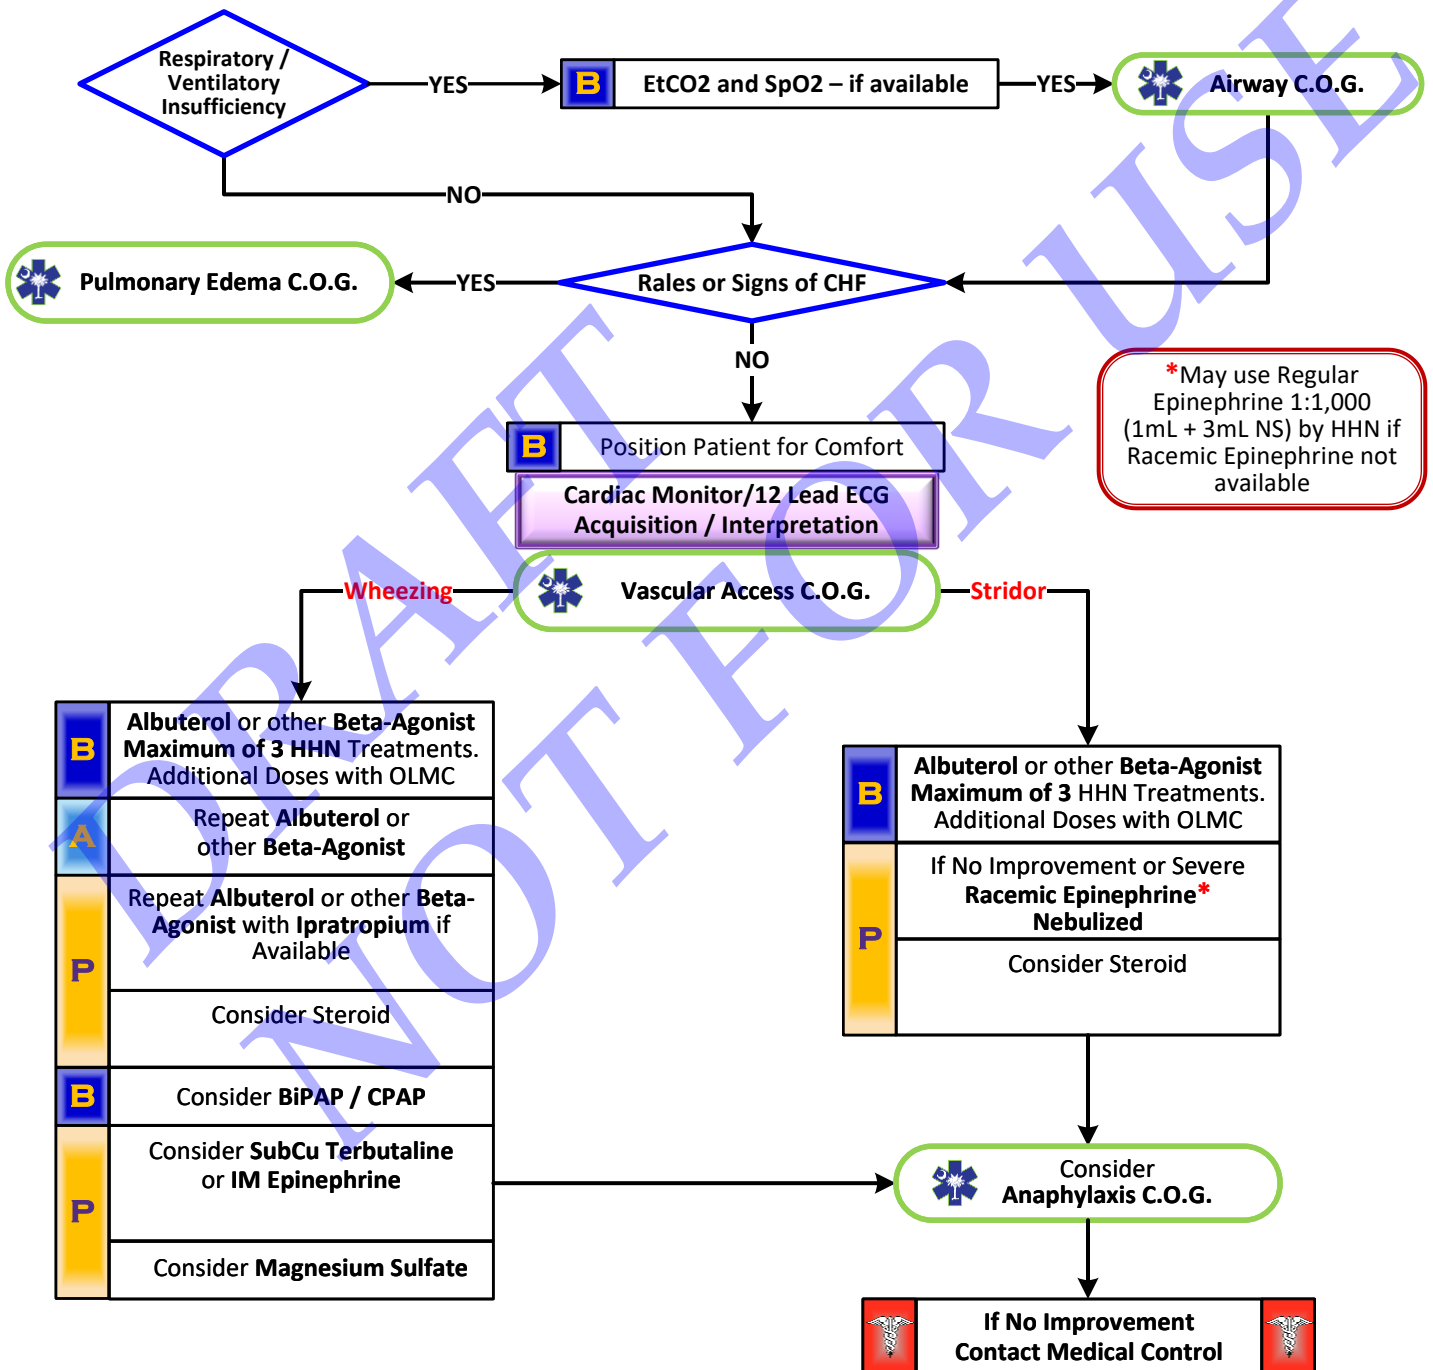 Respiratory /
Ventilatory
Insufficiency
YES
B
EtCO2 and SpO2 – if available
YES
Airway C.O.G.
NO
Pulmonary Edema C.O.G.
YES
Rales or Signs of CHF
NO
*May use Regular
Epinephrine 1:1,000
(1mL + 3mL NS) by HHN if
Racemic Epinephrine not
available
B
Position Patient for Comfort
Cardiac Monitor/12 Lead ECG
Acquisition / Interpretation
Wheezing
Vascular Access C.O.G.
Stridor
B
Albuterol or other Beta-Agonist
Maximum of 3 HHN Treatments.
Additional Doses with OLMC
A
Repeat Albuterol or
other Beta-Agonist
P
Repeat Albuterol or other Beta-
Agonist with Ipratropium if
Available
Consider Steroid
B
Consider BiPAP / CPAP
P
Consider SubCu Terbutaline
or IM Epinephrine
Consider Magnesium Sulfate
B
Albuterol or other Beta-Agonist
Maximum of 3 HHN Treatments.
Additional Doses with OLMC
P
If No Improvement or Severe
Racemic Epinephrine*
Nebulized
Consider Steroid
Consider
Anaphylaxis C.O.G.
If No Improvement
Contact Medical Control
DRAFT
NOT FOR USE